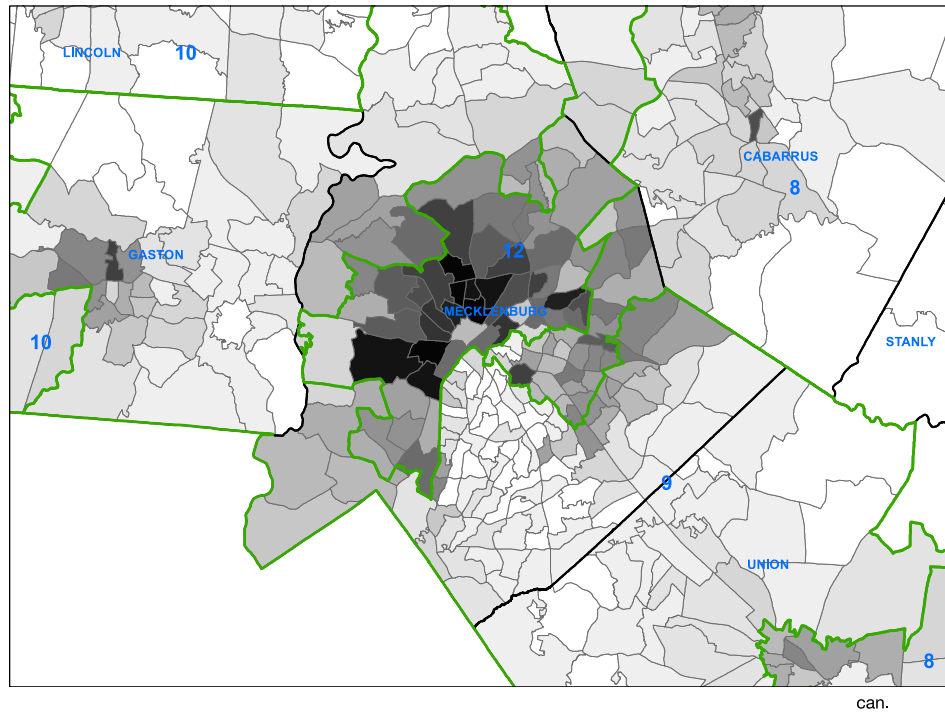 LINCOLN 10
CABARRUS
8
GASTON
12
MECKLENBURG
10
STANLY
9
UNION
8
can.